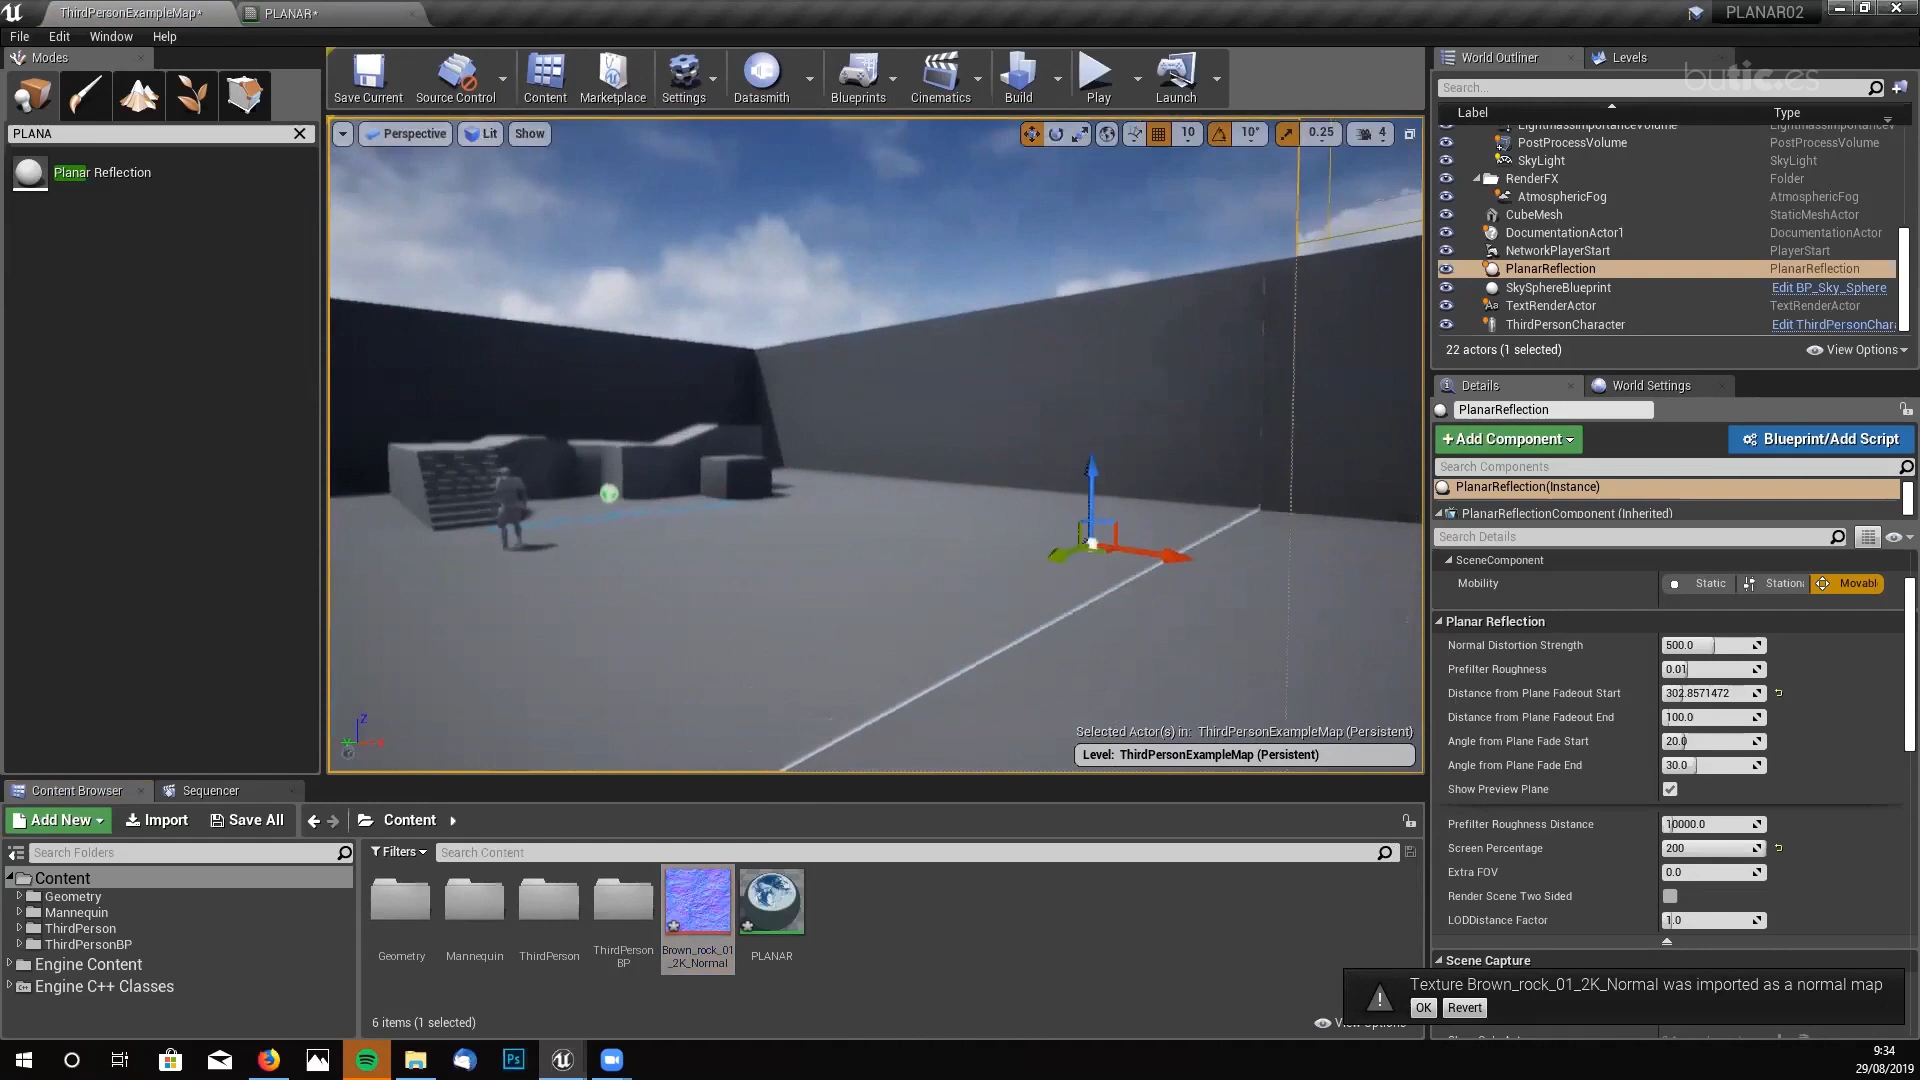 ThirdPersonExampleMap*
PLANAR*
PLANAR02
File Edit Window Help
Modes
Save Current
Source Control
Content
Marketplace
Settings
Datasmith
Blueprints
Cinematics
Build
Play
Launch
PLANA
Planar Reflection
Perspective
Lit
Show
10
10°
0.25
4
Selected Actor(s) in: ThirdPersonExampleMap (Persistent)
Level: ThirdPersonExampleMap (Persistent)
World Outliner
Levels
butic.es
Search...
Label Type
LightmassImportanceVolume LightmassImportanceV
PostProcessVolume PostProcessVolume
SkyLight SkyLight
RenderFX Folder
AtmosphericFog AtmosphericFog
CubeMesh StaticMeshActor
DocumentationActor1 DocumentationActor
NetworkPlayerStart PlayerStart
PlanarReflection PlanarReflection
SkySphereBlueprint Edit BP_Sky_Sphere
TextRenderActor TextRenderActor
ThirdPersonCharacter Edit ThirdPersonChar
22 actors (1 selected)
View Options
Details
World Settings
PlanarReflection
+Add Component
Blueprint/Add Script
Search Components
PlanarReflection(Instance)
PlanarReflectionComponent (Inherited)
Search Details
SceneComponent
Mobility Static Stationa Movabl
Planar Reflection
Normal Distortion Strength 500.0
Prefilter Roughness 0.01
Distance from Plane Fadeout Start 302.8571472
Distance from Plane Fadeout End 100.0
Angle from Plane Fade Start 20.0
Angle from Plane Fade End 30.0
Show Preview Plane
Prefilter Roughness Distance 10000.0
Screen Percentage 200
Extra FOV 0.0
Render Scene Two Sided
LODDistance Factor 1.0
Scene Capture
Texture Brown_rock_01_2K_Normal was imported as a normal map
OK Revert
Content Browser
Sequencer
Add New
Import
Save All
Content
Search Folders
Filters
Search Content
Content
Geometry
Mannequin
ThirdPerson
ThirdPersonBP
Engine Content
Engine C++ Classes
Geometry
Mannequin
ThirdPerson
ThirdPerson
BP
Brown_rock_01
_2K_Normal
PLANAR
6 items (1 selected)
View Options
Ps
9:34
29/08/2019